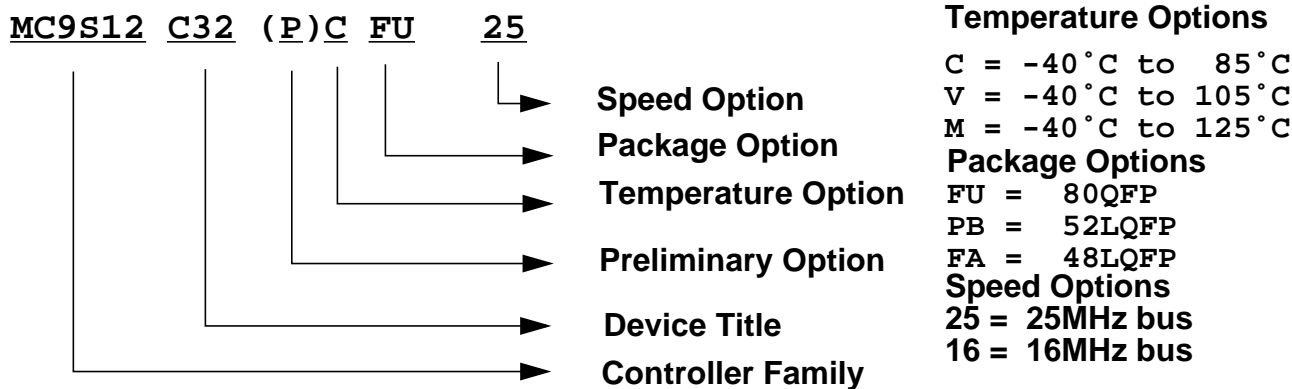 MC9S12 C32 (P)C FU 25
Speed Option
Package Option
Temperature Option
Preliminary Option
Device Title
Controller Family
Temperature Options
C = -40˚C to 85˚C
V = -40˚C to 105˚C
M = -40˚C to 125˚C
Package Options
FU = 80QFP
PB = 52LQFP
FA = 48LQFP
Speed Options
25 = 25MHz bus
16 = 16MHz bus